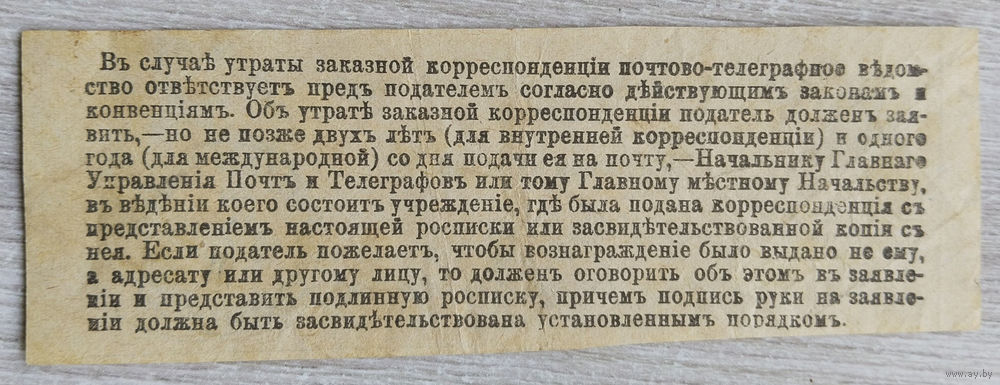 Въ случаѣ утраты заказной корреспонденціи почтово-телеграфное вѣдом-
ство отвѣтствуетъ предъ подателемъ согласно дѣйствующимъ законамъ и
конвенціямъ. Объ утратѣ заказной корреспонденціи податель долженъ зая-
вить,—но не позже двухъ лѣтъ (для внутренней корреспонденціи) и одного
года (для международной) со дня подачи ея на почту,—Начальнику Главнаго
Управленія Почтъ и Телеграфовъ или тому Главному мѣстному Начальству,
въ вѣдѣніи коего состоитъ учрежденіе, гдѣ была подана корреспонденція съ
представленіемъ настоящей росписки или засвидѣтельствованной копіи съ
нея. Если податель пожелаетъ, чтобы вознагражденіе было выдано не ему,
а адресату или другому лицу, то долженъ оговорить объ этомъ въ заявле-
ніи и представить подлинную росписку, причемъ подпись руки на заявле-
ніи должна быть засвидѣтельствована установленнымъ порядкомъ.
www.ay.by